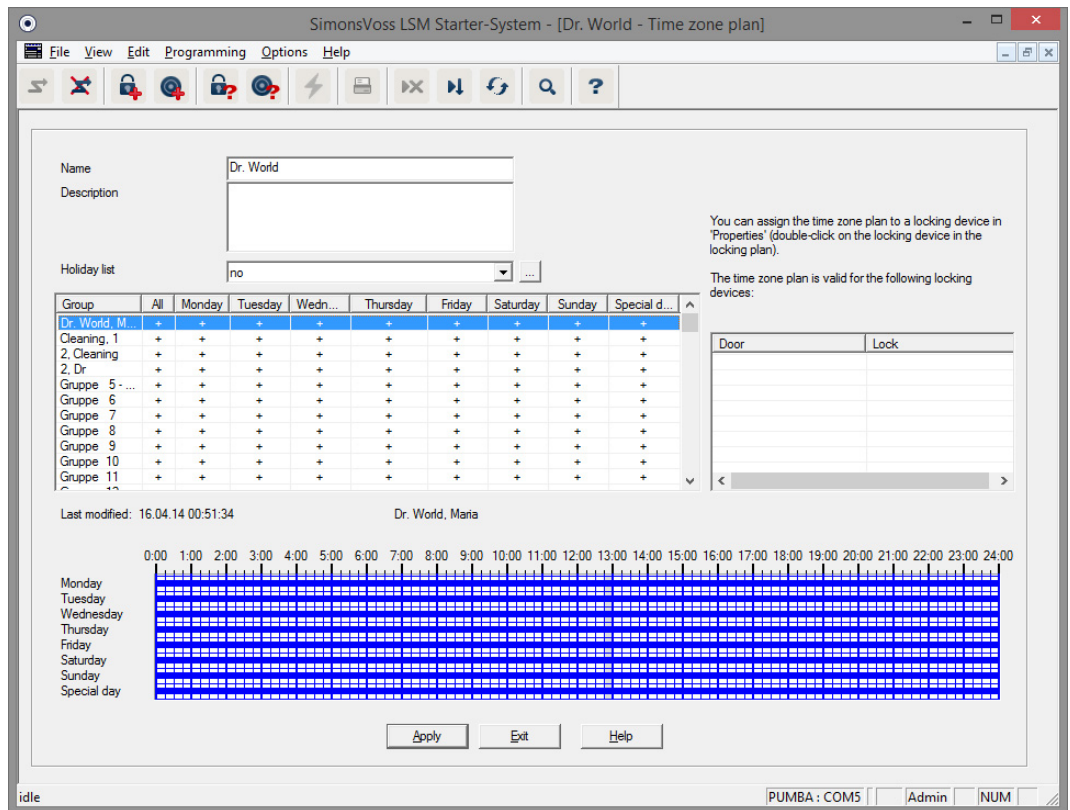 SimonsVoss LSM Starter-System - [Dr. World - Time zone plan]
File View Edit Programming Options Help
Name Dr. World
Description
You can assign the time zone plan to a locking device in
'Properties' (double-click on the locking device in the
locking plan).
Holiday list no ...
The time zone plan is valid for the following locking
devices:
Group All Monday Tuesday Wedn... Thursday Friday Saturday Sunday Special d...
Dr. World, M... + + + + + + + + +
Cleaning, 1 + + + + + + + + +
2, Cleaning + + + + + + + + +
2, Dr + + + + + + + + +
Gruppe 5 - ... + + + + + + + + +
Gruppe 6 + + + + + + + + +
Gruppe 7 + + + + + + + + +
Gruppe 8 + + + + + + + + +
Gruppe 9 + + + + + + + + +
Gruppe 10 + + + + + + + + +
Gruppe 11 + + + + + + + + +
Door Lock
Last modified: 16.04.14 00:51:34 Dr. World, Maria
0:00 1:00 2:00 3:00 4:00 5:00 6:00 7:00 8:00 9:00 10:00 11:00 12:00 13:00 14:00 15:00 16:00 17:00 18:00 19:00 20:00 21:00 22:00 23:00 24:00
Monday
Tuesday
Wednesday
Thursday
Friday
Saturday
Sunday
Special day
Apply Exit Help
idle PUMBA : COM5 Admin NUM